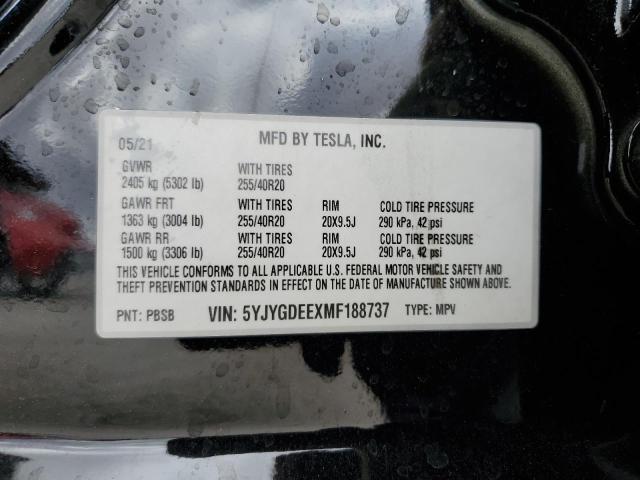 05/21 MFD BY TESLA, INC.
GVWR WITH TIRES
2405 kg (5302 lb) 255/40R20
GAWR FRT WITH TIRES RIM COLD TIRE PRESSURE
1363 kg (3004 lb) 255/40R20 20X9.5J 290 kPa, 42 psi
GAWR RR WITH TIRES RIM COLD TIRE PRESSURE
1500 kg (3306 lb) 255/40R20 20X9.5J 290 kPa, 42 psi
THIS VEHICLE CONFORMS TO ALL APPLICABLE U.S. FEDERAL MOTOR VEHICLE SAFETY AND
THEFT PREVENTION STANDARDS IN EFFECT ON THE DATE OF MANUFACTURE SHOWN ABOVE.
PNT: PBSB VIN: 5YJYGDEEXMF188737 TYPE: MPV